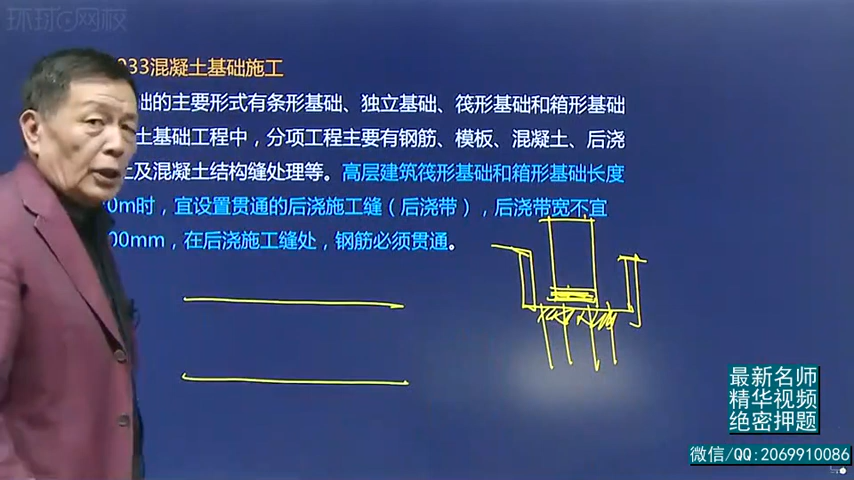 环球网校
033混凝土基础施工
础的主要形式有条形基础、独立基础、筏形基础和箱形基础
土基础工程中，分项工程主要有钢筋、模板、混凝土、后浇
土及混凝土结构缝处理等。高层建筑筏形基础和箱形基础长度
0m时，宜设置贯通的后浇施工缝（后浇带），后浇带宽不宜
00mm，在后浇施工缝处，钢筋必须贯通。
最新名师
精华视频
绝密押题
微信/QQ:2069910086